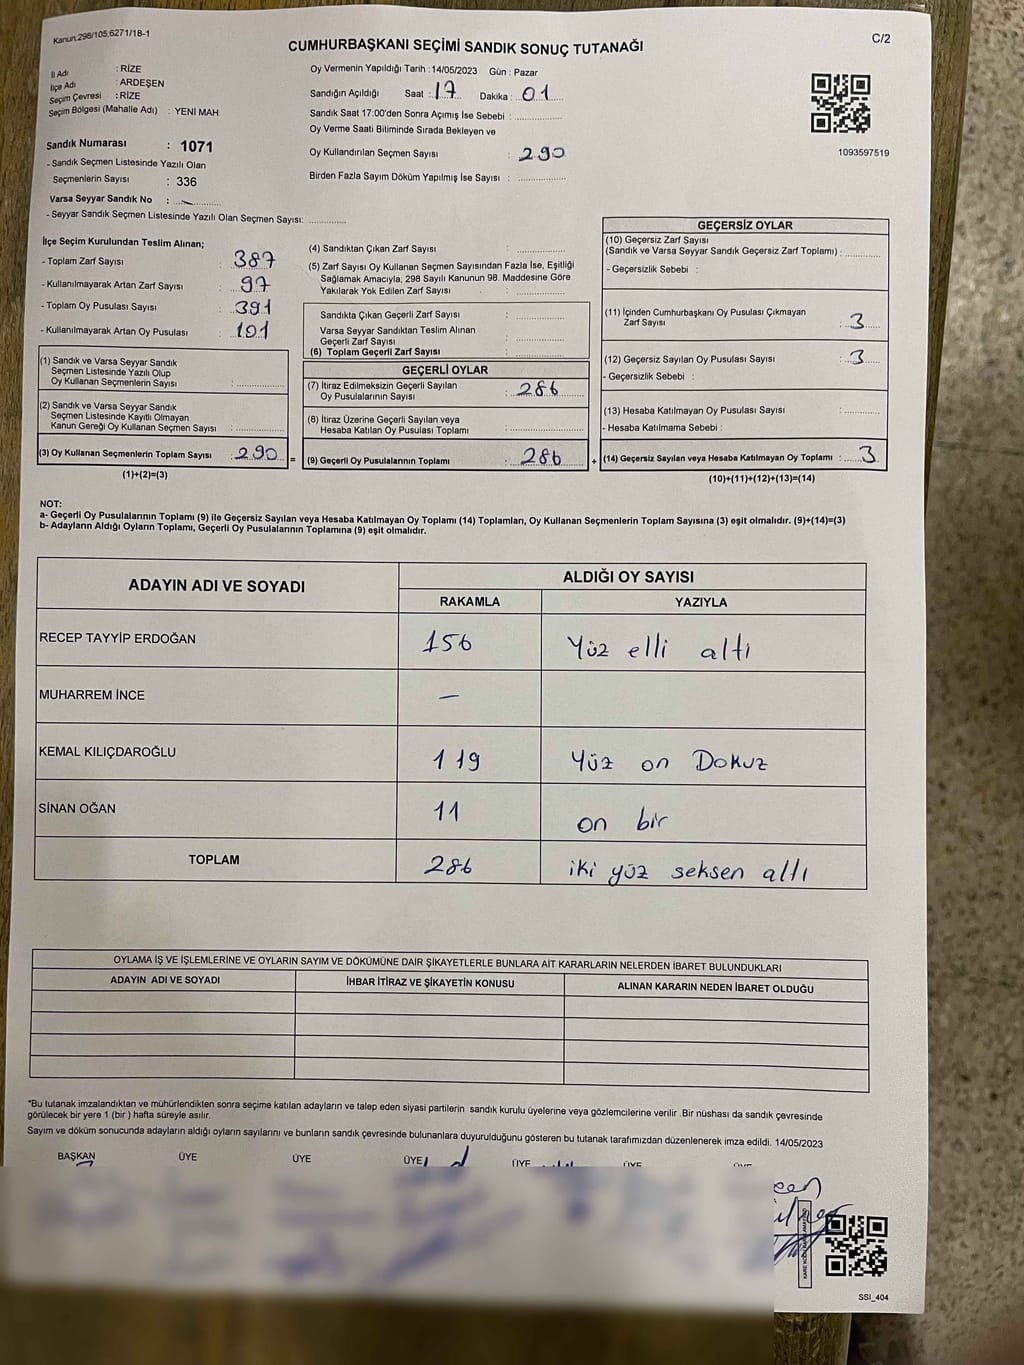 Kanun:298/105;6271/18-1
C/2
CUMHURBAŞKANI SEÇİMİ SANDIK SONUÇ TUTANAĞI
İl Adı : RİZE
İlçe Adı : ARDEŞEN
Seçim Çevresi : RİZE
Seçim Bölgesi (Mahalle Adı) : YENİ MAH.
Oy Vermenin Yapıldığı Tarih : 14/05/2023 Gün : Pazar
Sandığın Açıldığı Saat : 17 Dakika : 01
Sandık Saat 17:00'den Sonra Açımış İse Sebebi :
Oy Verme Saati Bitiminde Sırada Bekleyen ve
Oy Kullandırılan Seçmen Sayısı : 290
Birden Fazla Sayım Döküm Yapılmış İse Sayısı :
1093597519
Sandık Numarası : 1071
- Sandık Seçmen Listesinde Yazılı Olan
Seçmenlerin Sayısı : 336
Varsa Seyyar Sandık No :
- Seyyar Sandık Seçmen Listesinde Yazılı Olan Seçmen Sayısı:
İlçe Seçim Kurulundan Teslim Alınan;
- Toplam Zarf Sayısı : 387
- Kullanılmayarak Artan Zarf Sayısı : 97
- Toplam Oy Pusulası Sayısı : 391
- Kullanılmayarak Artan Oy Pusulası : 101
(1) Sandık ve Varsa Seyyar Sandık
Seçmen Listesinde Yazılı Olup
Oy Kullanan Seçmenlerin Sayısı :
(2) Sandık ve Varsa Seyyar Sandık
Seçmen Listesinde Kayıtlı Olmayan
Kanun Gereği Oy Kullanan Seçmen Sayısı :
(3) Oy Kullanan Seçmenlerin Toplam Sayısı : 290 =
(1)+(2)=(3)
(4) Sandıktan Çıkan Zarf Sayısı :
(5) Zarf Sayısı Oy Kullanan Seçmen Sayısından Fazla İse, Eşitliği
Sağlamak Amacıyla; 298 Sayılı Kanunun 98. Maddesine Göre
Yakılarak Yok Edilen Zarf Sayısı :
Sandıkta Çıkan Geçerli Zarf Sayısı :
Varsa Seyyar Sandıktan Teslim Alınan
Geçerli Zarf Sayısı :
(6) Toplam Geçerli Zarf Sayısı :
GEÇERLİ OYLAR
(7) İtiraz Edilmeksizin Geçerli Sayılan
Oy Pusulalarının Sayısı : 286
(8) İtiraz Üzerine Geçerli Sayılan veya
Hesaba Katılan Oy Pusulası Toplamı :
(9) Geçerli Oy Pusulalarının Toplamı : 286 +
GEÇERSİZ OYLAR
(10) Geçersiz Zarf Sayısı
(Sandık ve Varsa Seyyar Sandık Geçersiz Zarf Toplamı) :
- Geçersizlik Sebebi :
(11) İçinden Cumhurbaşkanı Oy Pusulası Çıkmayan
Zarf Sayısı : 3
(12) Geçersiz Sayılan Oy Pusulası Sayısı : 3
- Geçersizlik Sebebi :
(13) Hesaba Katılmayan Oy Pusulası Sayısı :
- Hesaba Katılmama Sebebi :
(14) Geçersiz Sayılan veya Hesaba Katılmayan Oy Toplamı : 3
(10)+(11)+(12)+(13)=(14)
NOT:
a- Geçerli Oy Pusulalarının Toplamı (9) ile Geçersiz Sayılan veya Hesaba Katılmayan Oy Toplamı (14) Toplamları, Oy Kullanan Seçmenlerin Toplam Sayısına (3) eşit olmalıdır. (9)+(14)=(3)
b- Adayların Aldığı Oyların Toplamı, Geçerli Oy Pusulalarının Toplamına (9) eşit olmalıdır.
ADAYIN ADI VE SOYADI ALDIĞI OY SAYISI
RAKAMLA YAZIYLA
RECEP TAYYİP ERDOĞAN 156 Yüz elli altı
MUHARREM İNCE —
KEMAL KILIÇDAROĞLU 119 Yüz on Dokuz
SİNAN OĞAN 11 on bir
TOPLAM 286 iki yüz seksen altı
OYLAMA İŞ VE İŞLEMLERİNE VE OYLARIN SAYIM VE DÖKÜMÜNE DAİR ŞİKAYETLERLE BUNLARA AİT KARARLARIN NELERDEN İBARET BULUNDUKLARI
ADAYIN ADI VE SOYADI İHBAR İTİRAZ VE ŞİKAYETİN KONUSU ALINAN KARARIN NEDEN İBARET OLDUĞU
*Bu tutanak imzalandıktan ve mühürlendikten sonra seçime katılan adayların ve talep eden siyasi partilerin sandık kurulu üyelerine veya gözlemcilerine verilir .Bir nüshası da sandık çevresinde
görülecek bir yere 1 (bir ) hafta süreyle asılır.
Sayım ve döküm sonucunda adayların aldığı oyların sayılarını ve bunların sandık çevresinde bulunanlara duyurulduğunu gösteren bu tutanak tarafımızdan düzenlenerek imza edildi. 14/05/2023
BAŞKAN ÜYE ÜYE ÜYE ÜYE ÜYE
SSI_404